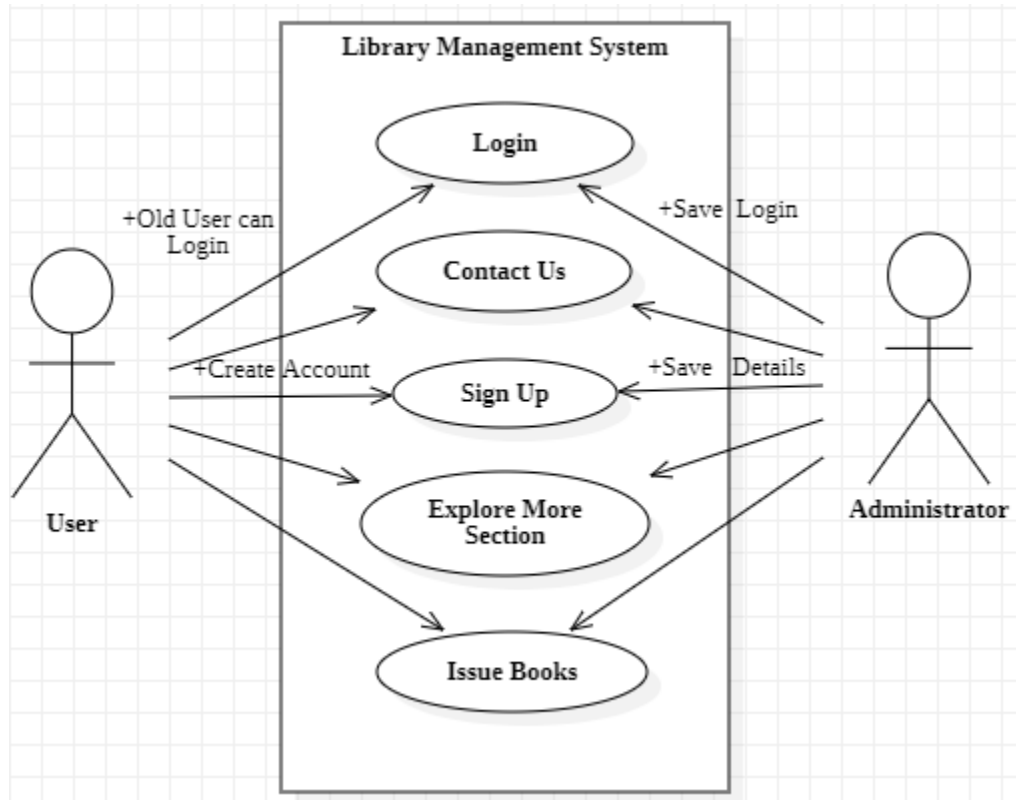 Library Management System
Login
+Old User can
Login
+Save Login
Contact Us
+Create Account
+Save Details
Sign Up
Explore More
Section
User
Administrator
Issue Books